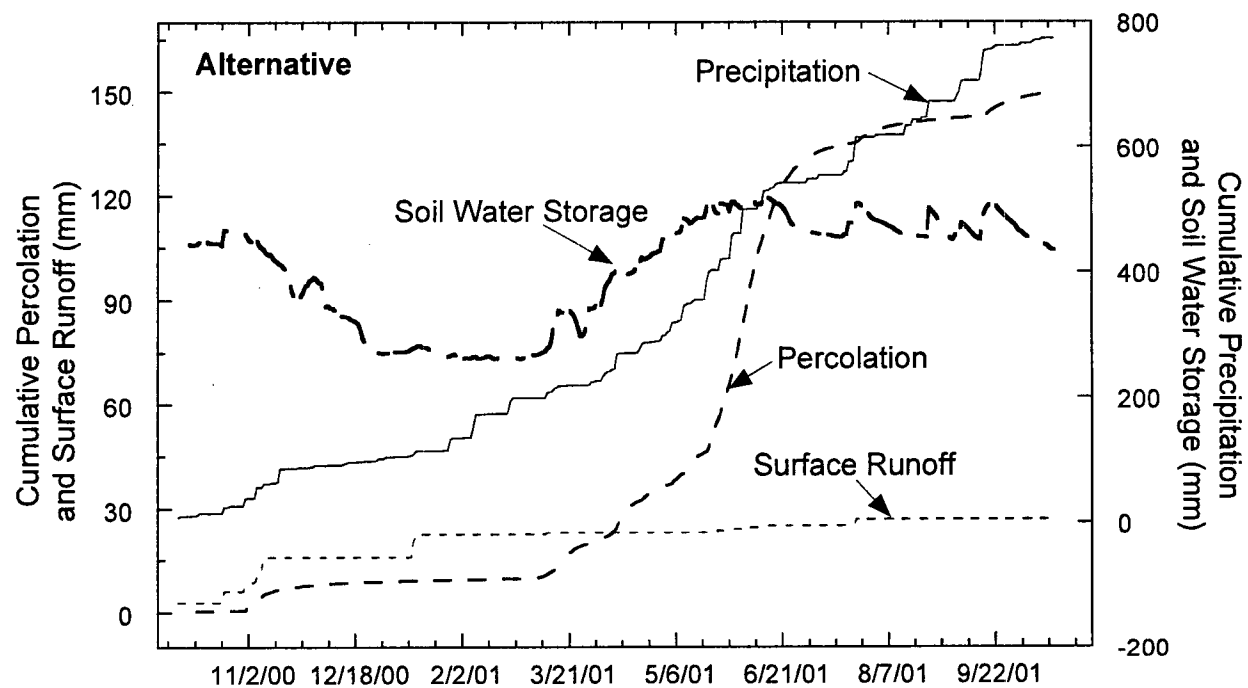 Alternative
Precipitation
Soil Water Storage
Percolation
Surface Runoff
Cumulative Percolation
and Surface Runoff (mm)
150
120
90
60
30
0
Cumulative Precipitation
and Soil Water Storage (mm)
800
600
400
200
0
-200
11/2/00 12/18/00 2/2/01 3/21/01 5/6/01 6/21/01 8/7/01 9/22/01